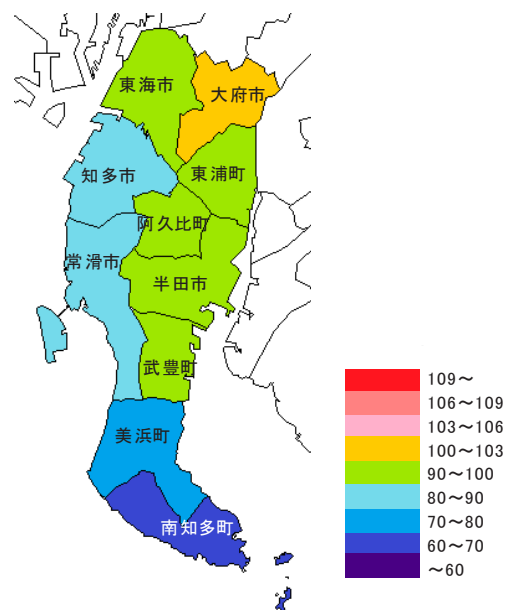 東海市
大府市
知多市
東浦町
阿久比町
常滑市
半田市
武豊町
美浜町
南知多町
109～
106～109
103～106
100～103
90～100
80～90
70～80
60～70
～60